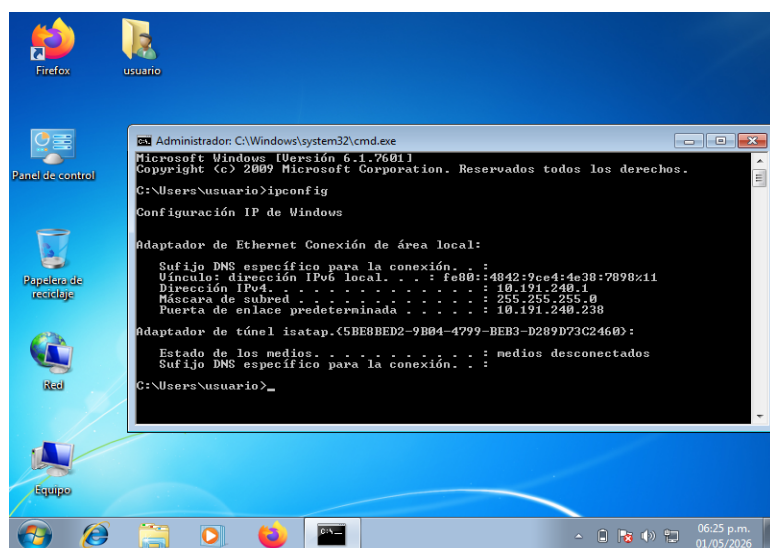 Firefox
usuario
Panel de control
Papelera de
reciclaje
Red
Equipo
Administrador: C:\Windows\system32\cmd.exe
Microsoft Windows [Versión 6.1.7601]
Copyright (c) 2009 Microsoft Corporation. Reservados todos los derechos.
C:\Users\usuario>ipconfig
Configuración IP de Windows
Adaptador de Ethernet Conexión de área local:
Sufijo DNS específico para la conexión. . :
Vínculo: dirección IPv6 local. . . : fe80::4842:9ce4:4e38:7898%11
Dirección IPv4. . . . . . . . . . . . . . : 10.191.240.1
Máscara de subred . . . . . . . . . . . . : 255.255.255.0
Puerta de enlace predeterminada . . . . . : 10.191.240.238
Adaptador de túnel isatap.{5BE8BED2-9B04-4799-BEB3-D289D73C2460}:
Estado de los medios. . . . . . . . . . . : medios desconectados
Sufijo DNS específico para la conexión. . :
C:\Users\usuario>_
06:25 p.m.
01/05/2026